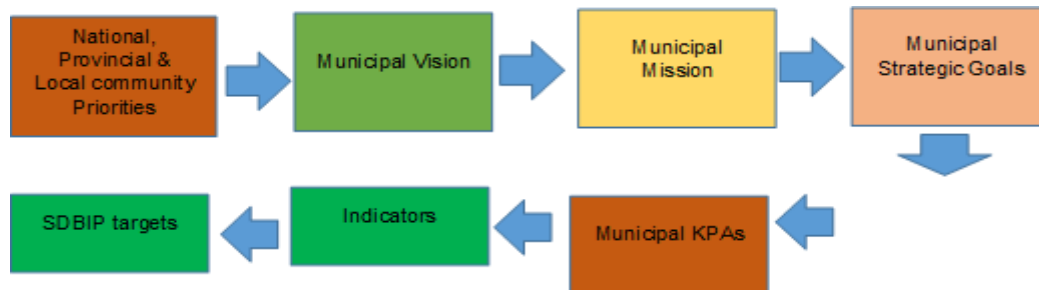 National,
Provincial &
Local community
Priorities
Municipal Vision
Municipal
Mission
Municipal
Strategic Goals
SDBIP targets
Indicators
Municipal KPAs